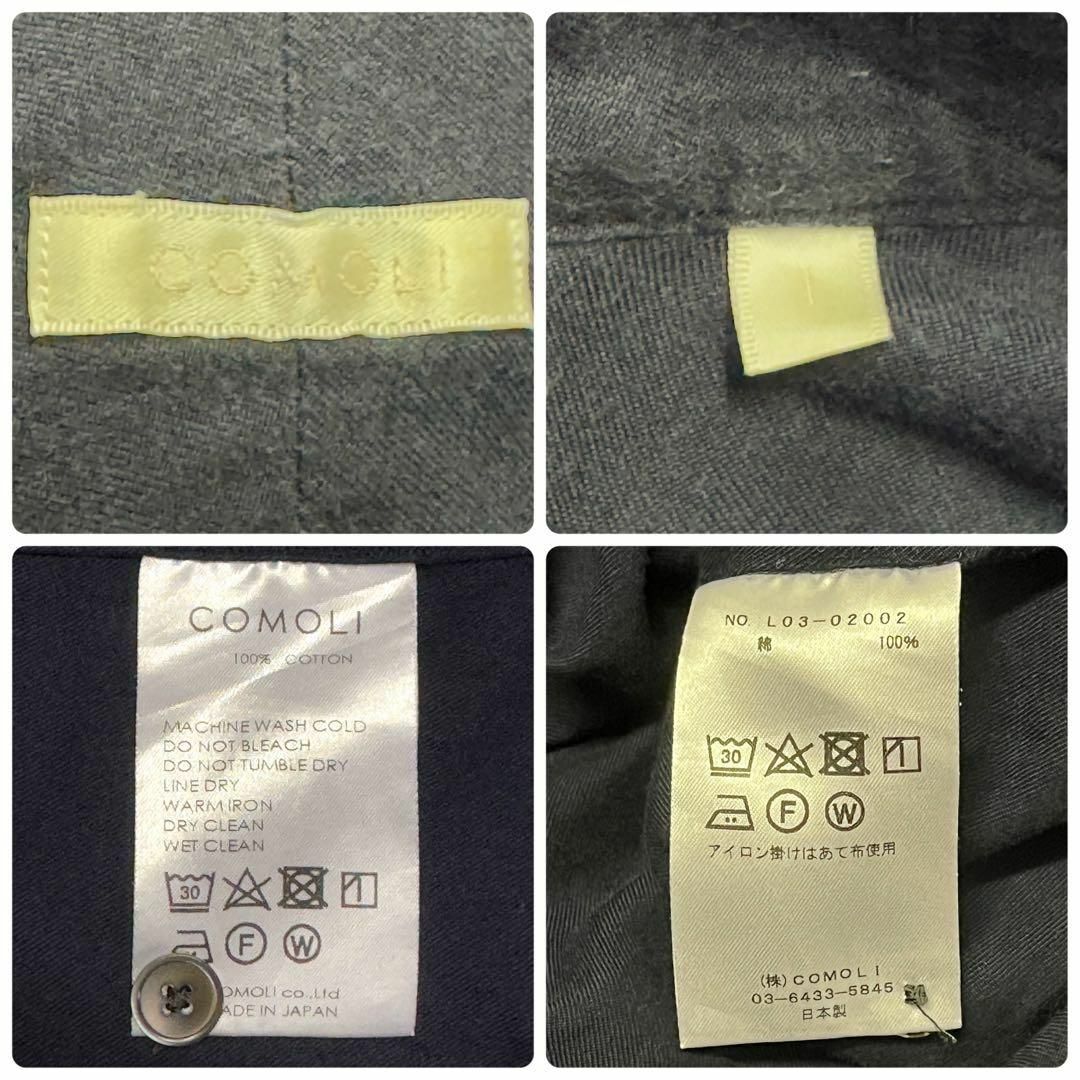 COMOLI
1
COMOLI
100% COTTON
MACHINE WASH COLD
DO NOT BLEACH
DO NOT TUMBLE DRY
LINE DRY
WARM IRON
DRY CLEAN
WET CLEAN
30
F W
OMOLI co.,Ltd
ADE IN JAPAN
NO. L03-02002
綿 100%
30
F W
アイロン掛けはあて布使用
(株)COMOLI
03-6433-5845
日本製